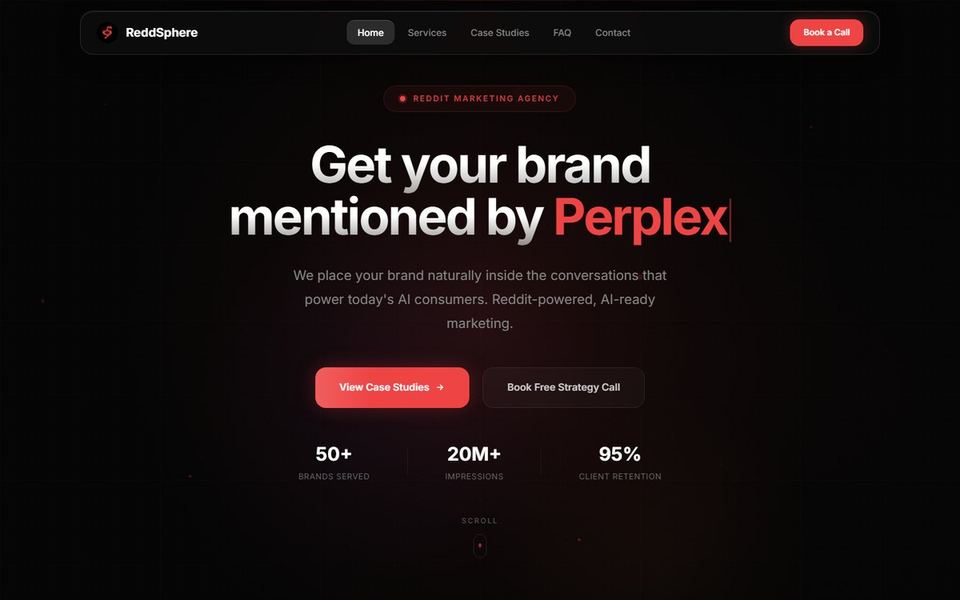 ReddSphere
Home
Services
Case Studies
FAQ
Contact
Book a Call
REDDIT MARKETING AGENCY
Get your brand
mentioned by Perplex
We place your brand naturally inside the conversations that
power today's AI consumers. Reddit-powered, AI-ready
marketing.
View Case Studies →
Book Free Strategy Call
50+
BRANDS SERVED
20M+
IMPRESSIONS
95%
CLIENT RETENTION
SCROLL